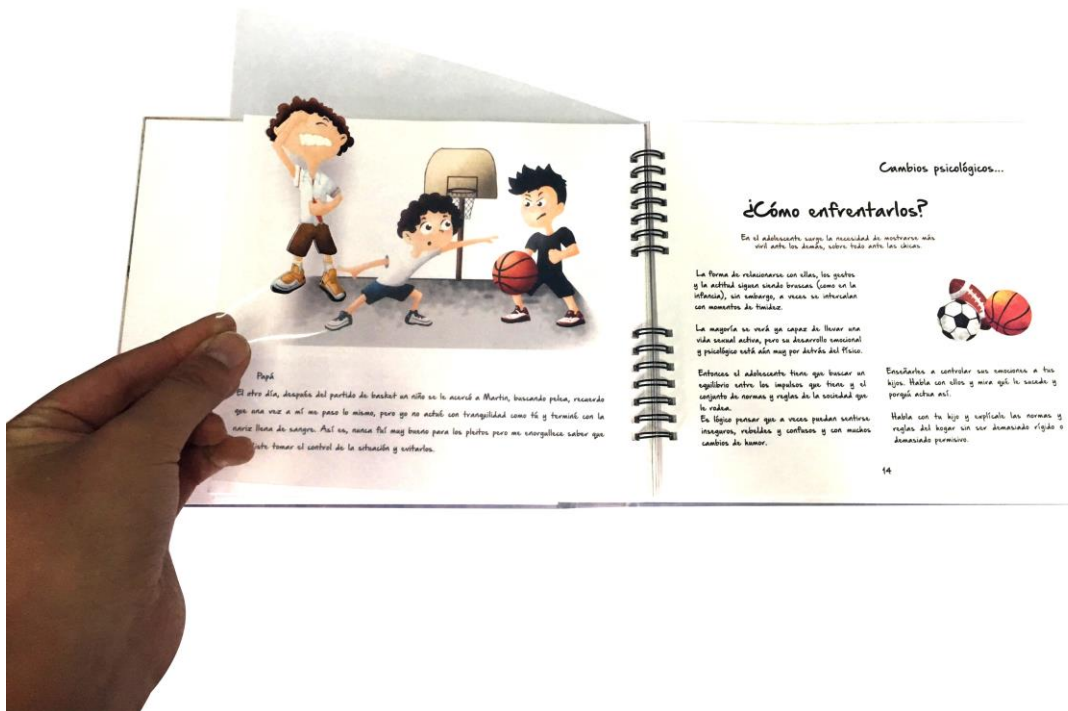 Papá
El otro día, después del partido de basket un niño se le acercó a Martin, buscando pelea, recuerdo
que una vez a mí me paso lo mismo, pero yo no actué con tranquilidad como tú y terminé con la
nariz llena de sangre. Así es, nunca fuí muy bueno para los pleitos pero me enorgullece saber que
tomar el control de la situación y evitarlos.
Cambios psicológicos...
¿Cómo enfrentarlos?
En el adolescente surge la necesidad de mostrarse más
viril ante los demás, sobre todo ante las chicas.
La forma de relacionarse con ellas, los gestos
y la actitud siguen siendo bruscas (como en la
infancia), sin embargo, a veces se intercalan
con momentos de timidez.
La mayoría se verá ya capaz de llevar una
vida sexual activa, pero su desarrollo emocional
y psicológico está aún muy por detrás del físico.
Entonces el adolescente tiene que buscar un
equilibrio entre los impulsos que tiene y el
conjunto de normas y reglas de la sociedad que
le rodea.
Es lógico pensar que a veces puedan sentirse
inseguros, rebeldes y confusos y con muchos
cambios de humor.
Enseñarles a controlar sus emociones a tus
hijos. Habla con ellos y mira qué le sucede y
porqué actua así.
Habla con tu hijo y explícale las normas y
reglas del hogar sin ser demasiado rígido o
demasiado permisivo.
14